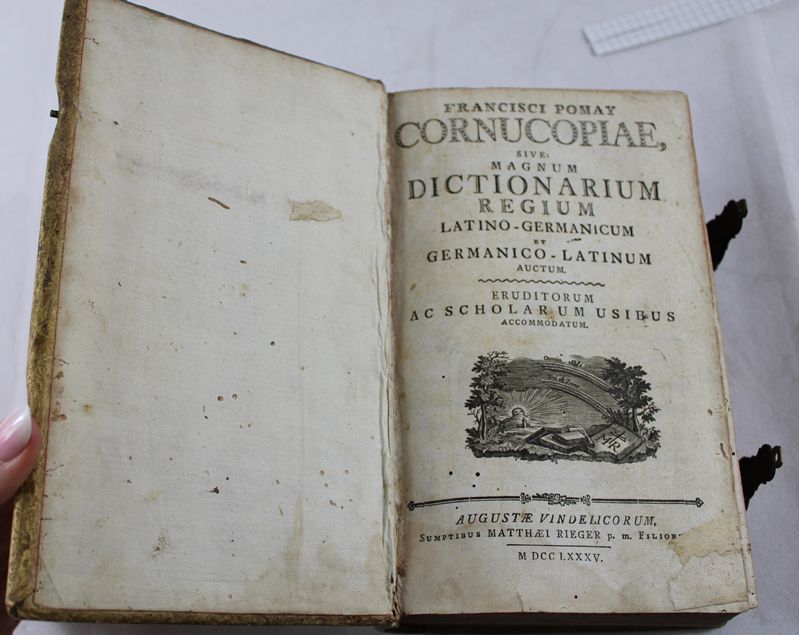 FRANCISCI POMAY
CORNUCOPIAE,
SIVE:
MAGNUM
DICTIONARIUM
REGIUM
LATINO-GERMANICUM
ET
GERMANICO-LATINUM
AUCTUM.
ERUDITORUM
AC SCHOLARUM USIBUS
ACCOMMODATUM.
MR
AUGUSTÆ VINDELICORUM,
SUMPTIBUS MATTHÆI RIEGER p. m. FILIOR
M DCC LXXXV.